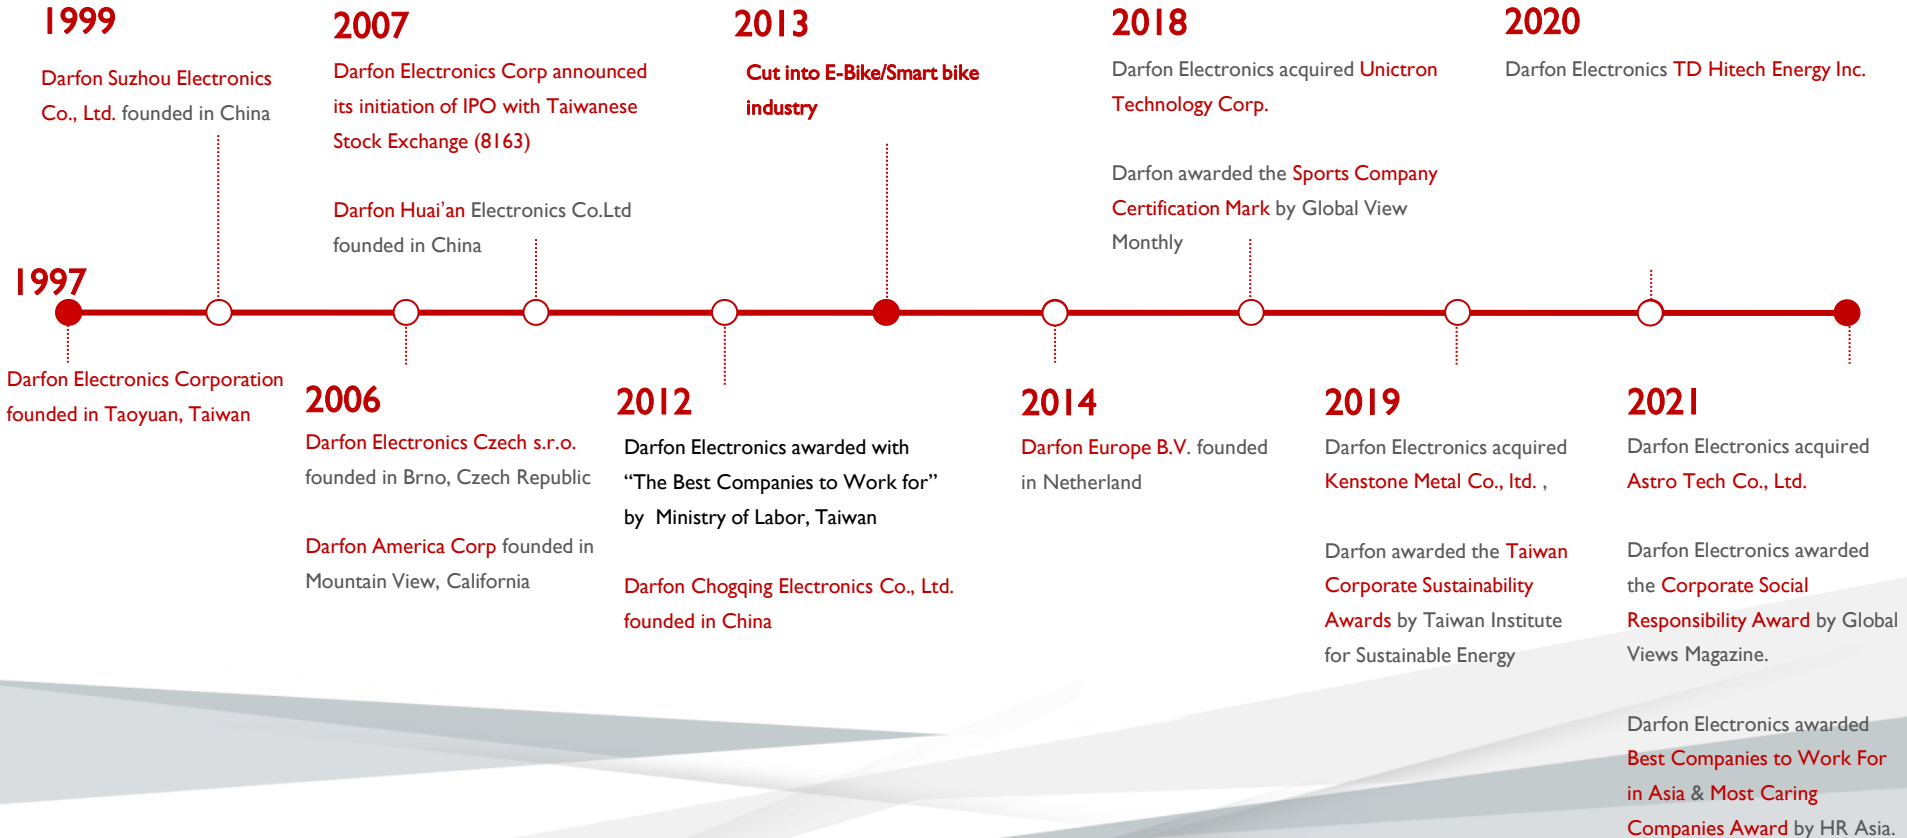 1999
Darfon Suzhou Electronics
Co., Ltd. founded in China
2007
Darfon Electronics Corp announced
its initiation of IPO with Taiwanese
Stock Exchange (8163)
Darfon Huai’an Electronics Co.Ltd
founded in China
2013
Cut into E-Bike/Smart bike
industry
2018
Darfon Electronics acquired Unictron
Technology Corp.
Darfon awarded the Sports Company
Certification Mark by Global View
Monthly
2020
Darfon Electronics TD Hitech Energy Inc.
1997
Darfon Electronics Corporation
founded in Taoyuan, Taiwan
2006
Darfon Electronics Czech s.r.o.
founded in Brno, Czech Republic
Darfon America Corp founded in
Mountain View, California
2012
Darfon Electronics awarded with
“The Best Companies to Work for”
by Ministry of Labor, Taiwan
Darfon Chogqing Electronics Co., Ltd.
founded in China
2014
Darfon Europe B.V. founded
in Netherland
2019
Darfon Electronics acquired
Kenstone Metal Co., ltd. ,
Darfon awarded the Taiwan
Corporate Sustainability
Awards by Taiwan Institute
for Sustainable Energy
2021
Darfon Electronics acquired
Astro Tech Co., Ltd.
Darfon Electronics awarded
the Corporate Social
Responsibility Award by Global
Views Magazine.
Darfon Electronics awarded
Best Companies to Work For
in Asia & Most Caring
Companies Award by HR Asia.